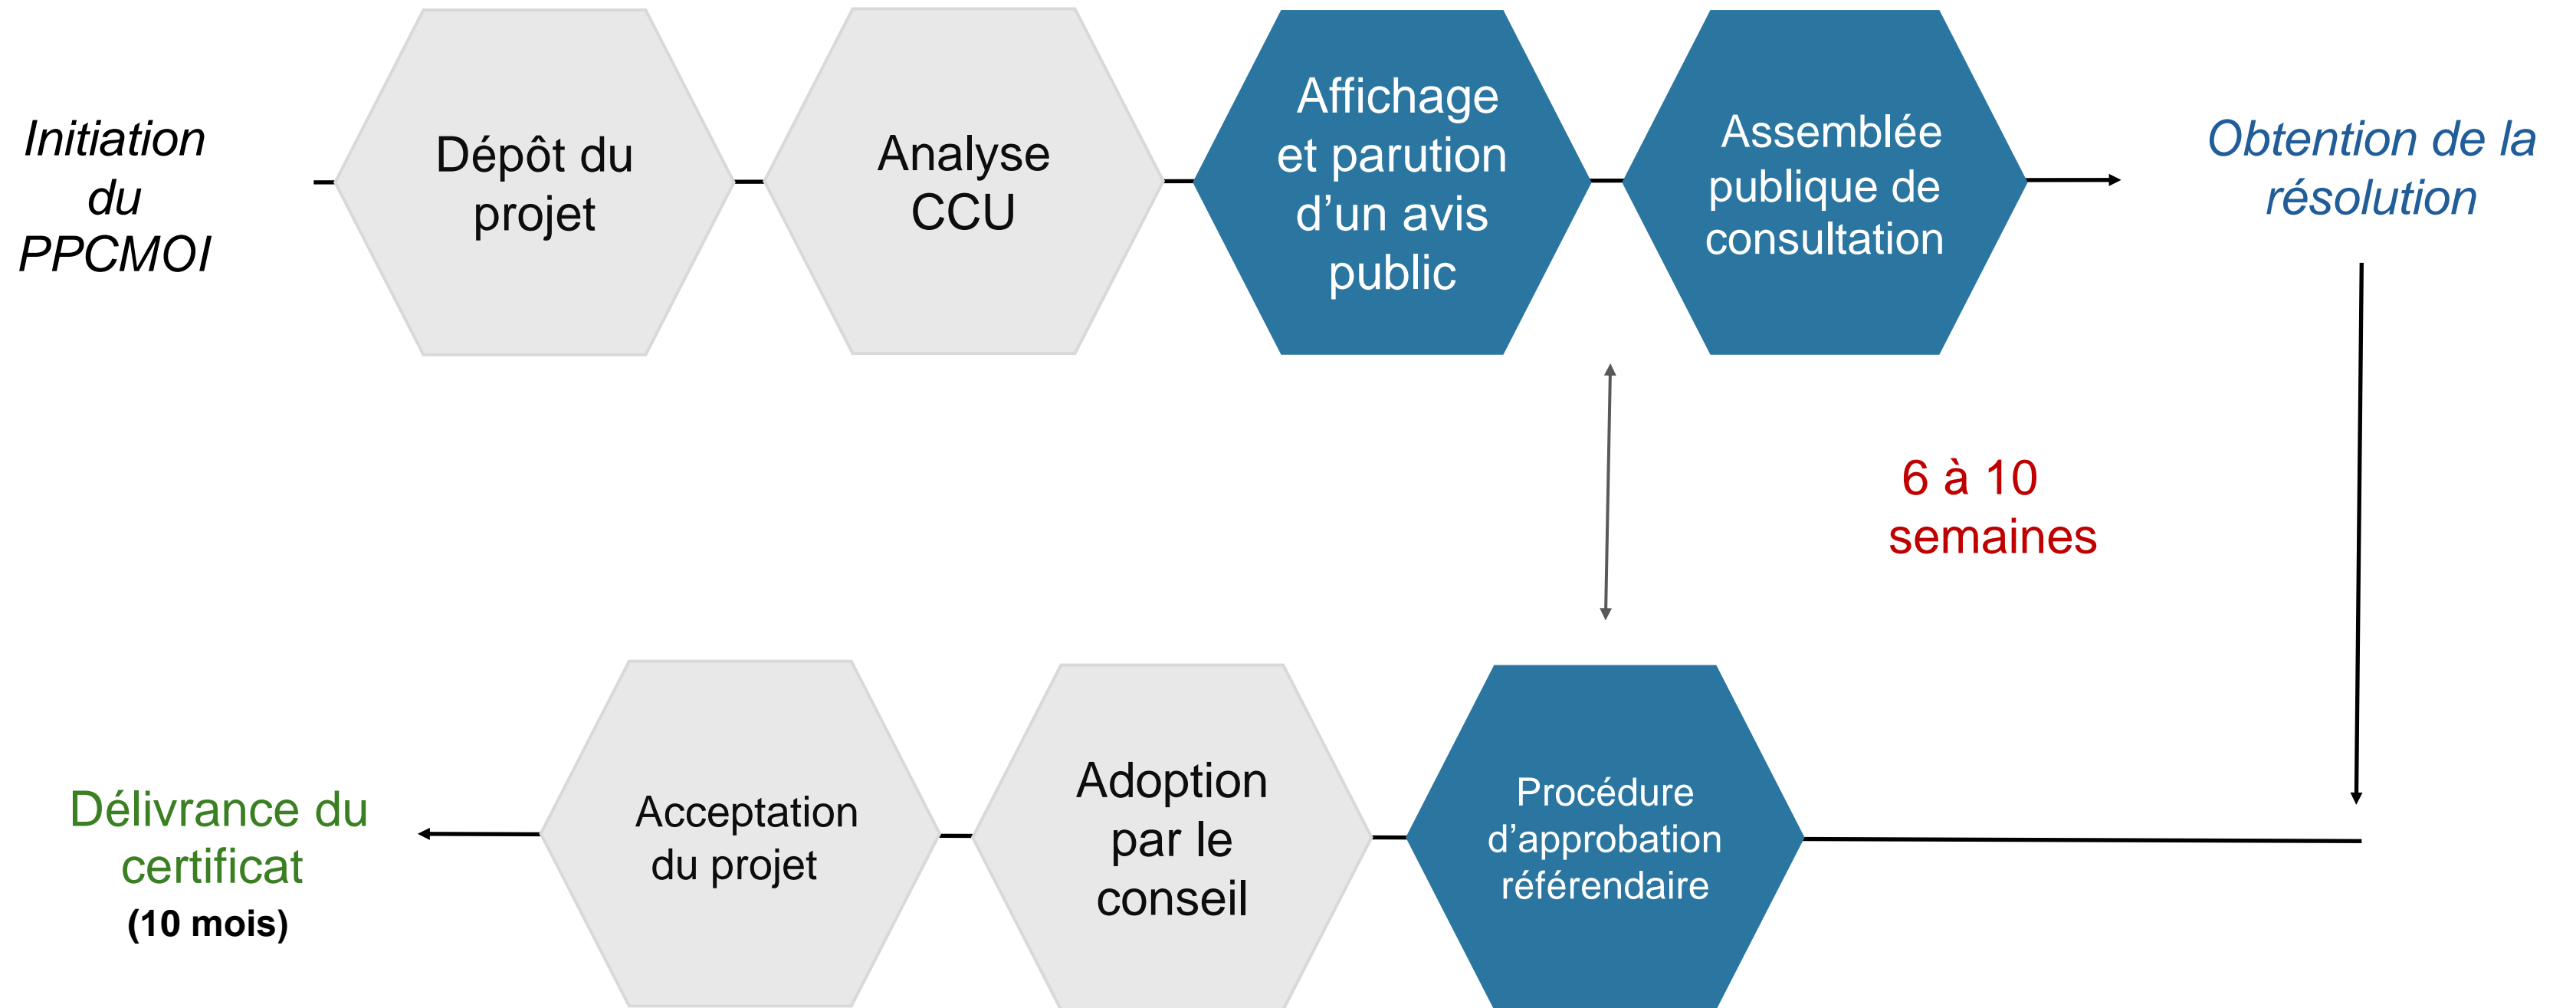 Initiation
du
PPCMOI
Dépôt du
projet
Analyse
CCU
Affichage
et parution
d’un avis
public
Assemblée
publique de
consultation
Obtention de la
résolution
6 à 10
semaines
Délivrance du
certificat
(10 mois)
Acceptation
du projet
Adoption
par le
conseil
Procédure
d’approbation
référendaire